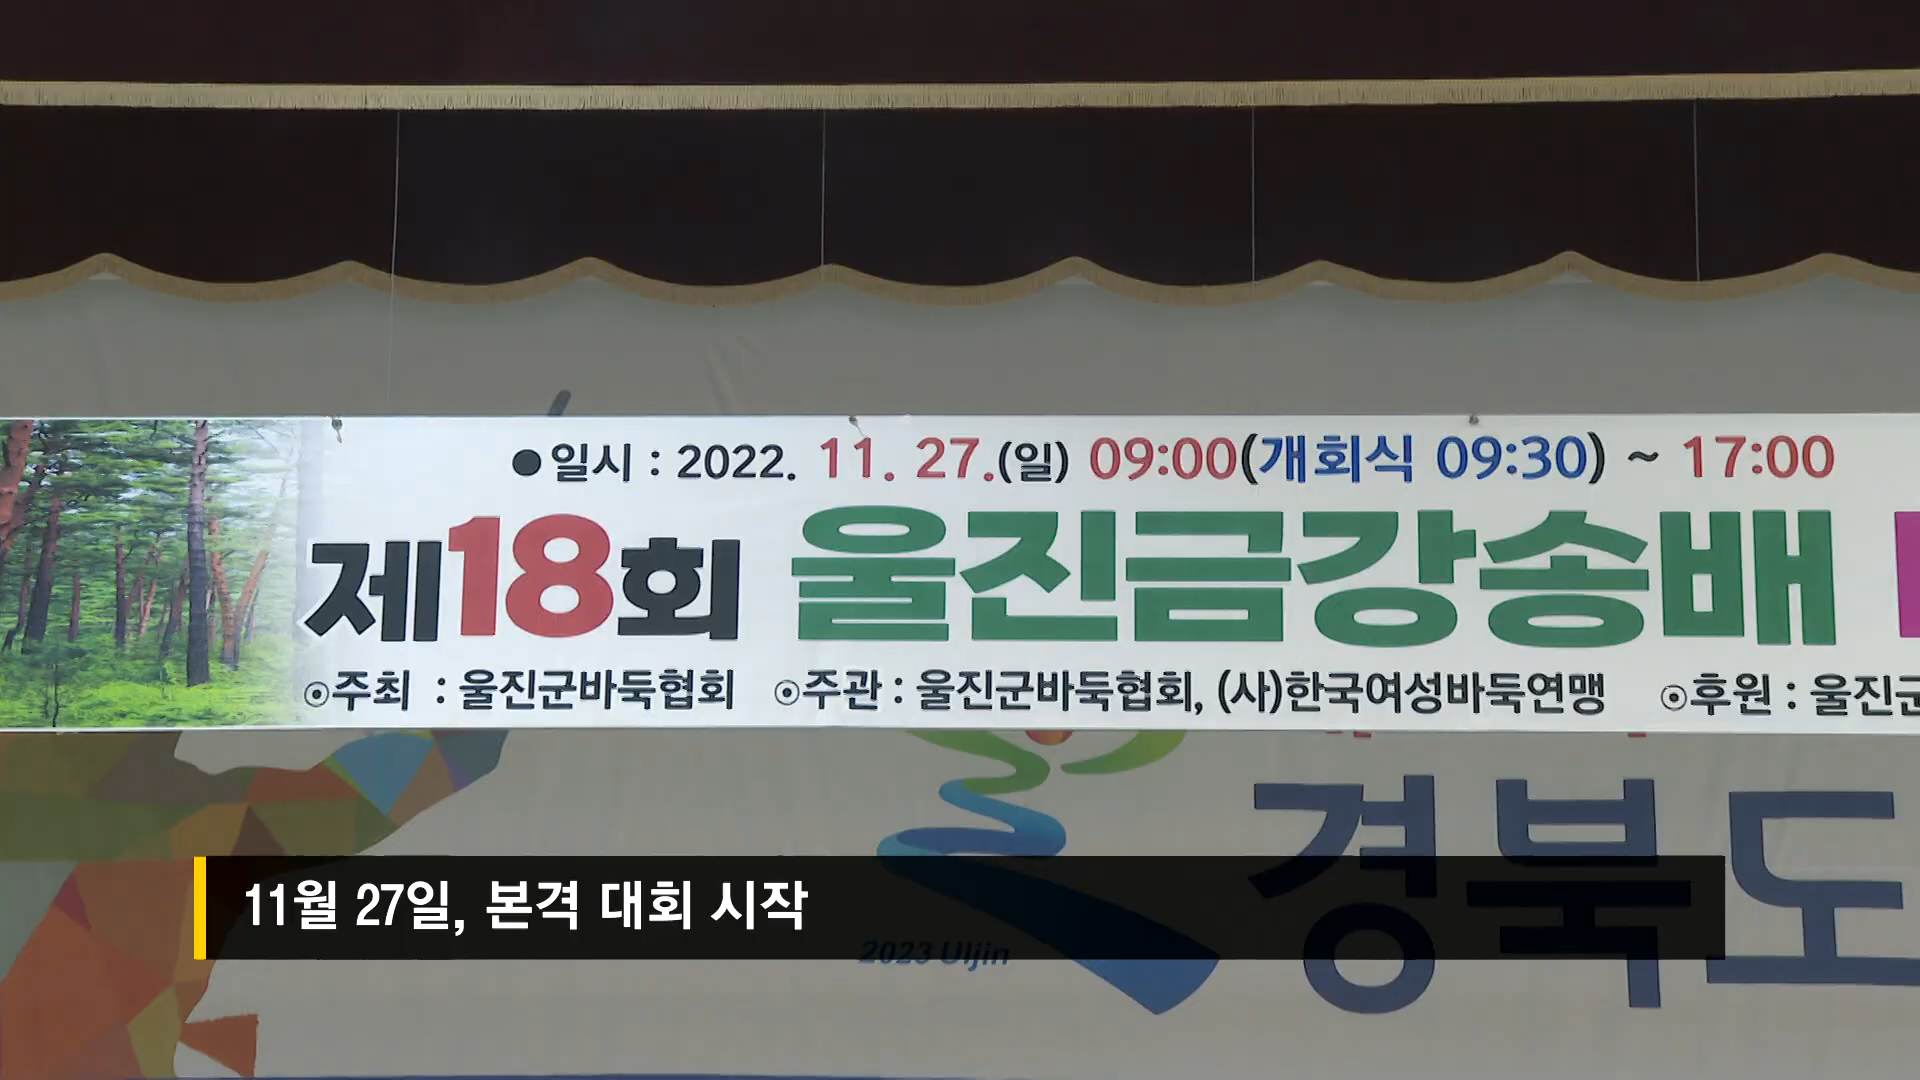 ●일시 : 2022. 11. 27.(일) 09:00(개회식 09:30) ~ 17:00
제18회 울진금강송배
⊙주최 : 울진군바둑협회 ⊙주관 : 울진군바둑협회, (사)한국여성바둑연맹 ⊙후원 : 울진군
경북도
11월 27일, 본격 대회 시작
2023 Uljin